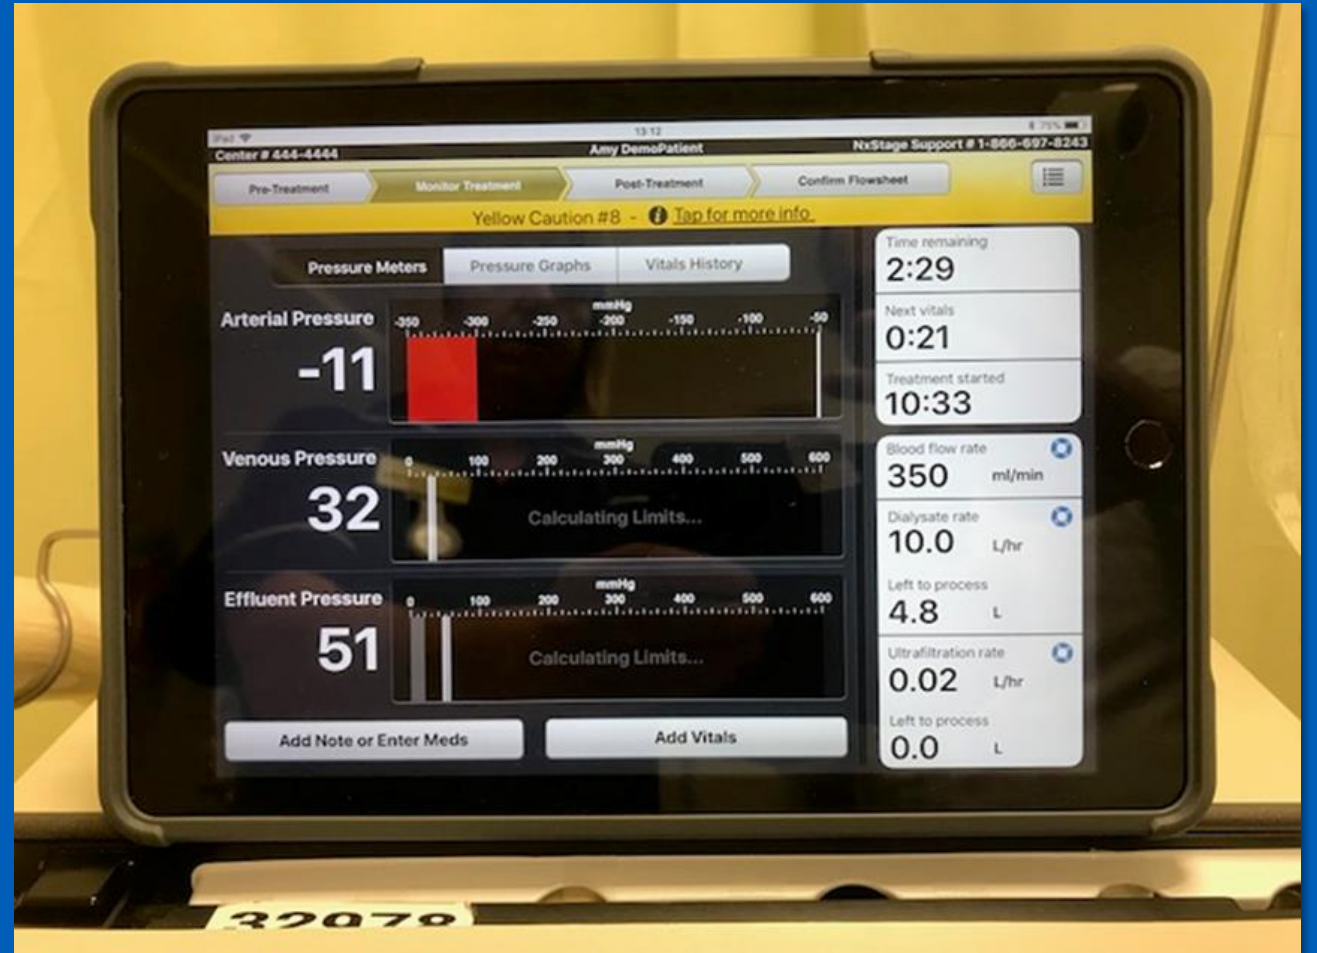 iPad 13:12 75%
Center # 444-4444 Amy DemoPatient NxStage Support # 1-866-697-8243
Pre-Treatment Monitor Treatment Post-Treatment Confirm Flowsheet
Yellow Caution #8 - i Tap for more info
Pressure Meters Pressure Graphs Vitals History
Arterial Pressure
-11
mmHg
-350 -300 -250 -200 -150 -100 -50
Venous Pressure
32
mmHg
0 100 200 300 400 500 600
Calculating Limits...
Effluent Pressure
51
mmHg
0 100 200 300 400 500 600
Calculating Limits...
Add Note or Enter Meds Add Vitals
Time remaining
2:29
Next vitals
0:21
Treatment started
10:33
Blood flow rate
350 ml/min
Dialysate rate
10.0 L/hr
Left to process
4.8 L
Ultrafiltration rate
0.02 L/hr
Left to process
0.0 L
32978